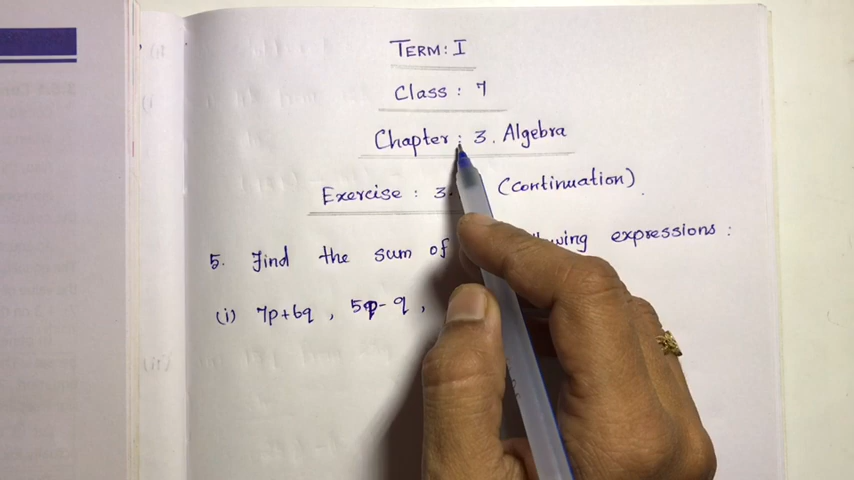 TERM: I
Class : 7
Chapter : 3. Algebra
Exercise : 3. (continuation)
5. Find the sum of expressions :
(i) 7p+6q , 5p- q ,